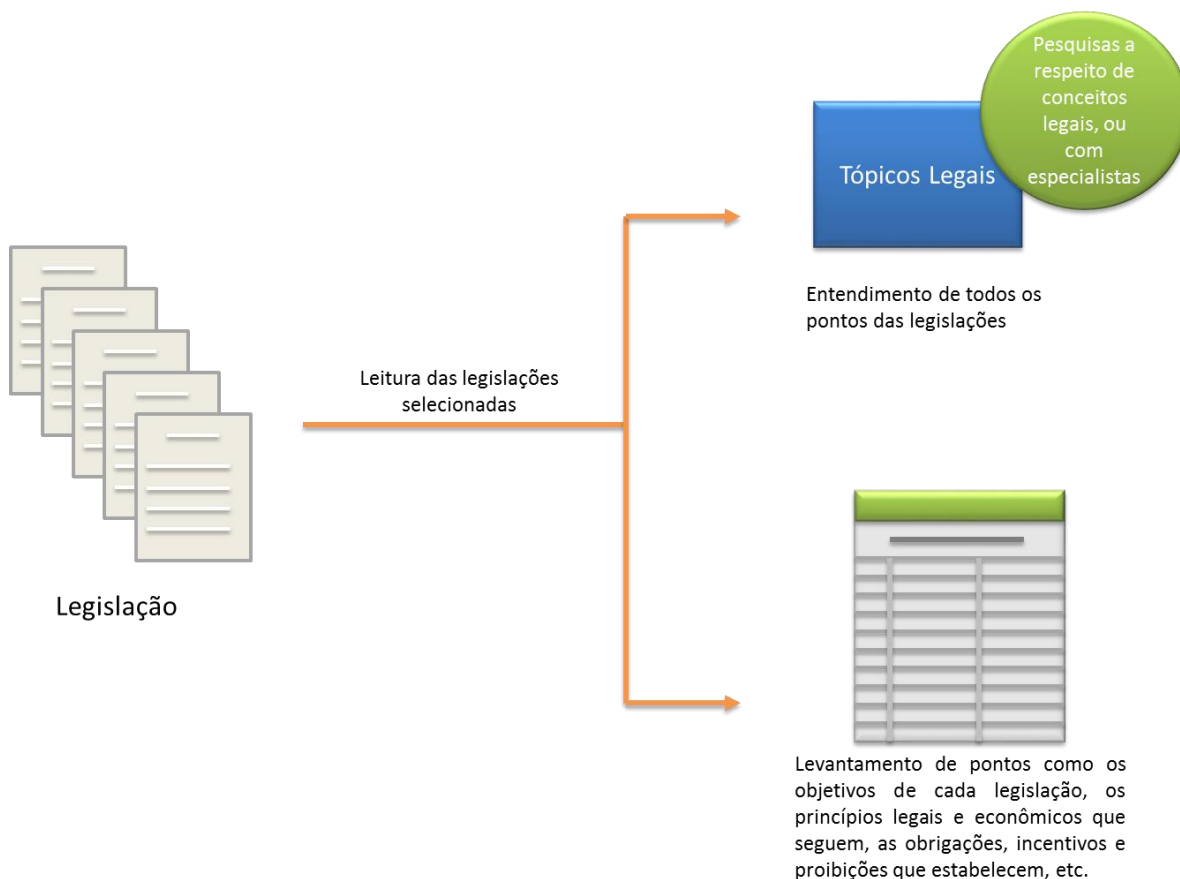 Pesquisas a
respeito de
conceitos
legais, ou
com
especialistas
Tópicos Legais
Entendimento de todos os
pontos das legislações
Leitura das legislações
selecionadas
Legislação
Levantamento de pontos como os
objetivos de cada legislação, os
princípios legais e econômicos que
seguem, as obrigações, incentivos e
proibições que estabelecem, etc.